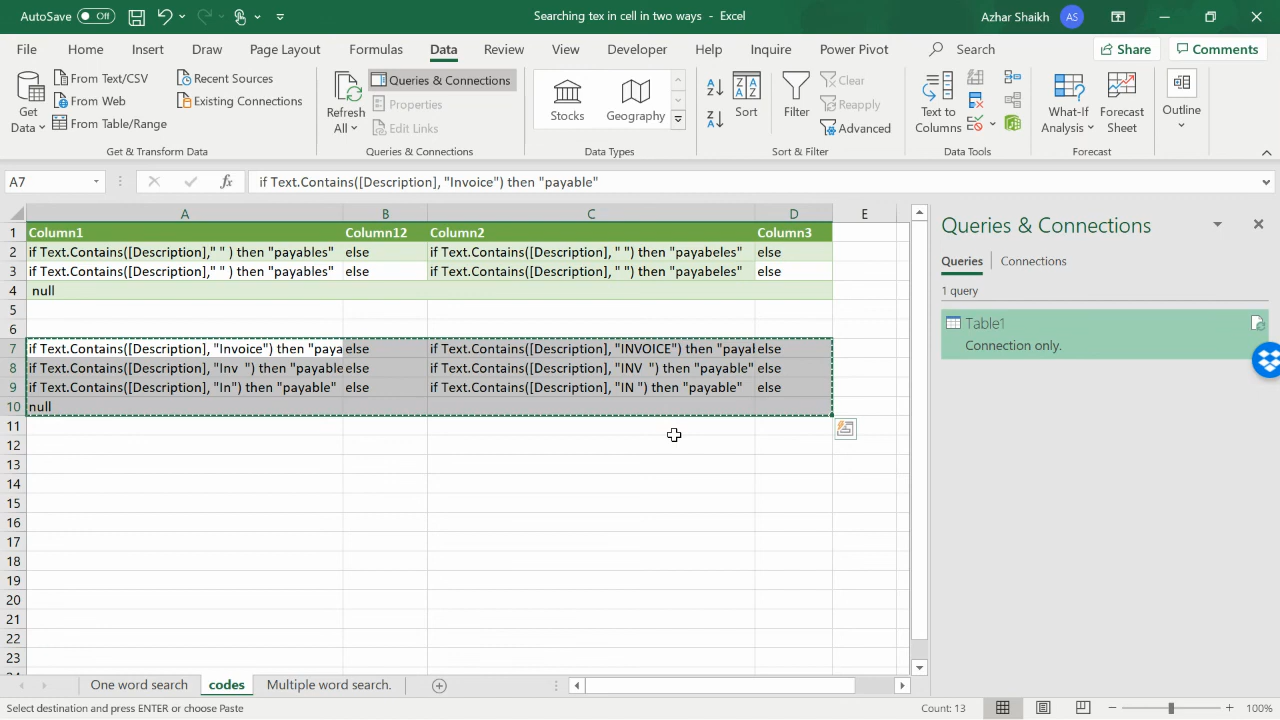 AutoSave Off
Searching tex in cell in two ways - Excel
Azhar Shaikh AS
File Home Insert Draw Page Layout Formulas Data Review View Developer Help Inquire Power Pivot Search Share Comments
Get Data
From Text/CSV
From Web
From Table/Range
Recent Sources
Existing Connections
Get & Transform Data
Refresh All
Queries & Connections
Properties
Edit Links
Queries & Connections
Stocks Geography
Data Types
Sort
Filter
Clear
Reapply
Advanced
Sort & Filter
Text to Columns
Data Tools
What-If Analysis
Forecast Sheet
Forecast
Outline
A7 fx if Text.Contains([Description], "Invoice") then "payable"
A B C D E
1 Column1 Column12 Column2 Column3
2 if Text.Contains([Description]," " ) then "payables" else if Text.Contains([Description], " ") then "payabeles" else
3 if Text.Contains([Description]," " ) then "payables" else if Text.Contains([Description], " ") then "payabeles" else
4 null
5
6
7 if Text.Contains([Description], "Invoice") then "paya else if Text.Contains([Description], "INVOICE") then "payal else
8 if Text.Contains([Description], "Inv  ") then "payable else if Text.Contains([Description], "INV  ") then "payable" else
9 if Text.Contains([Description], "In") then "payable" else if Text.Contains([Description], "IN ") then "payable" else
10 null
11
12
13
14
15
16
17
18
19
20
21
22
23
Queries & Connections
Queries Connections
1 query
Table1
Connection only.
One word search codes Multiple word search.
Select destination and press ENTER or choose Paste
Count: 13
100%